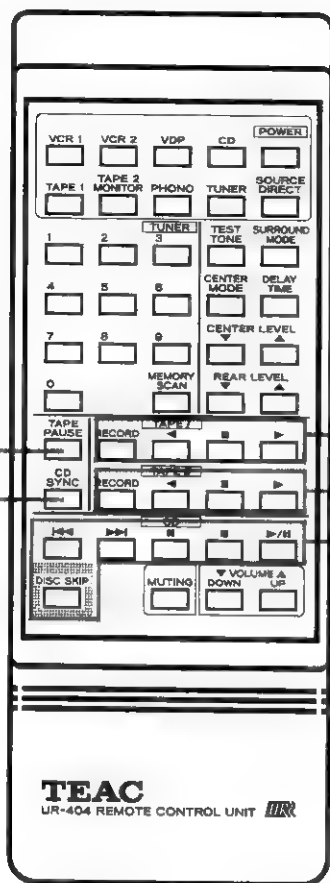 POWER
VCR 1 VCR 2 VDP CD
TAPE 1 TAPE 2 MONITOR PHONO TUNER SOURCE DIRECT
TUNER
1 2 3 TEST TONE SURROUND MODE
4 5 6 CENTER MODE DELAY TIME
7 8 9 CENTER LEVEL
▼ ▲
0 MEMORY SCAN REAR LEVEL
▼ ▲
TAPE PAUSE TAPE 1
RECORD ◀ ■ ▶
CD SYNC
RECORD ◀ ▶
CD
|◀◀ ▶▶| ■ ▶/II
DISC SKIP MUTING ▼ VOLUME ▲
DOWN UP
TEAC
UR-404 REMOTE CONTROL UNIT